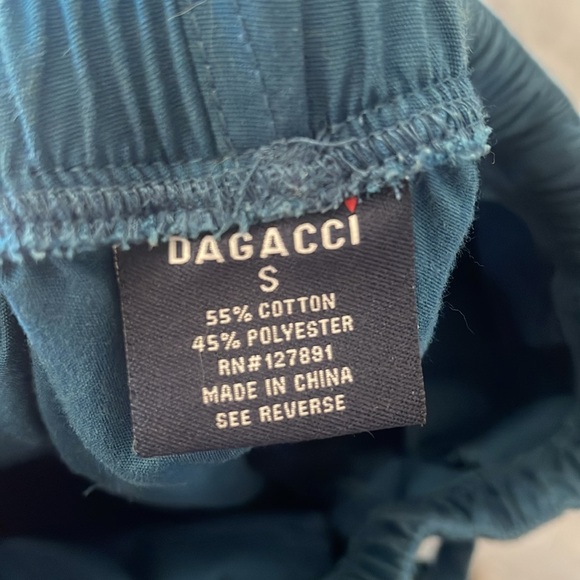 DAGACCI
S
55% COTTON
45% POLYESTER
RN#127891
MADE IN CHINA
SEE REVERSE